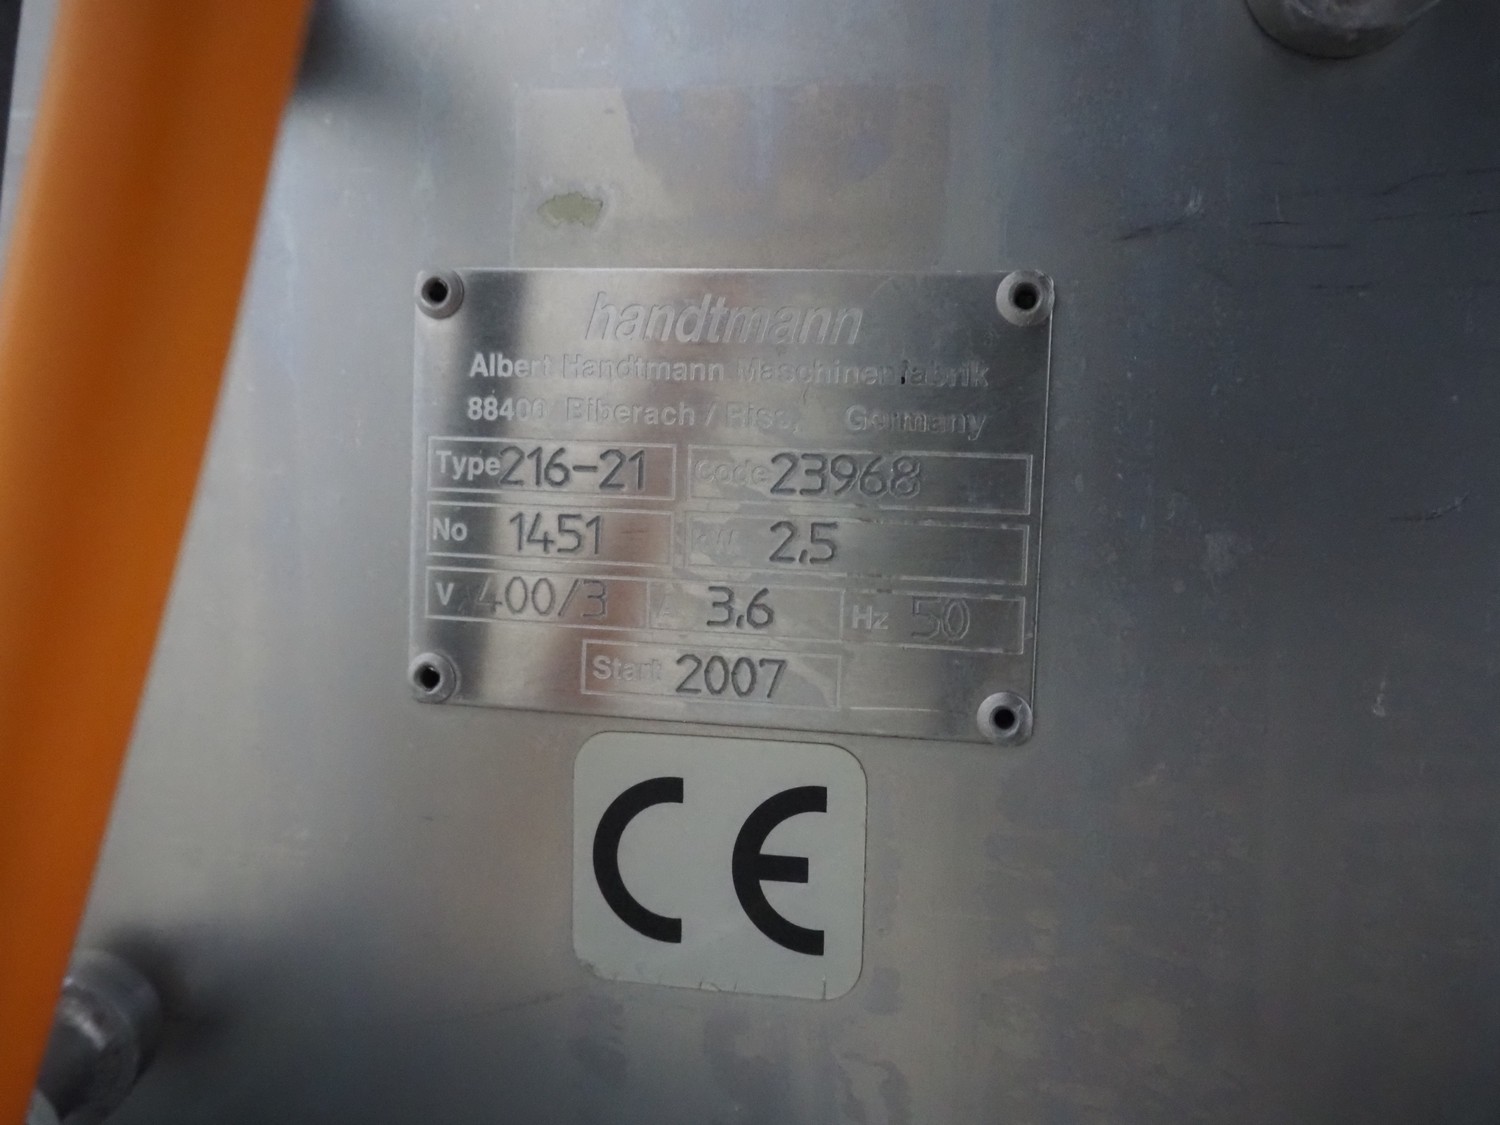 handtmann
Albert Handtmann Maschinenfabrik
88400 Biberach / Riss, Germany
Type 216-21 Code 23968
No 1451 kW 2,5
V 400/3 A 3,6 Hz 50
Start 2007
CE